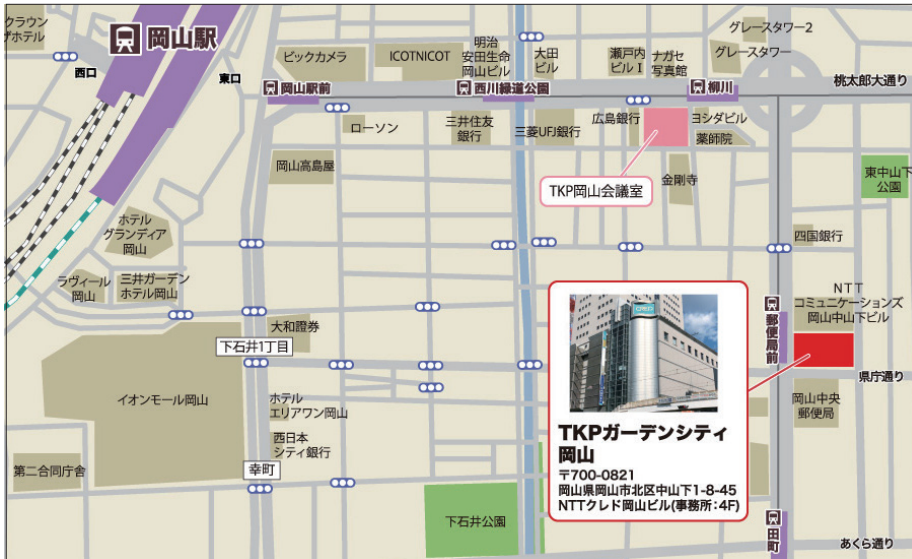 クラウン
ザホテル
岡山駅
西口
東口
ビックカメラ
ICOTNICOT
明治
安田生命
岡山ビル
大田
ビル
瀬戸内
ビルⅠ
ナガセ
写真館
グレースタワー2
グレースタワー
岡山駅前
西川緑道公園
柳川
桃太郎大通り
ローソン
三井住友
銀行
三菱UFJ銀行
広島銀行
ヨシダビル
薬師院
岡山高島屋
TKP岡山会議室
金剛寺
東中山下
公園
ホテル
グランディア
岡山
四国銀行
ラヴィール
岡山
三井ガーデン
ホテル岡山
NTT
コミュニケーションズ
岡山中山下ビル
大和證券
下石井1丁目
郵便局前
県庁通り
イオンモール岡山
ホテル
エリアワン岡山
岡山中央
郵便局
西日本
シティ銀行
TKPガーデンシティ
岡山
〒700-0821
岡山県岡山市北区中山下1-8-45
NTTクレド岡山ビル(事務所:4F)
第二合同庁舎
幸町
下石井公園
田町
あくら通り